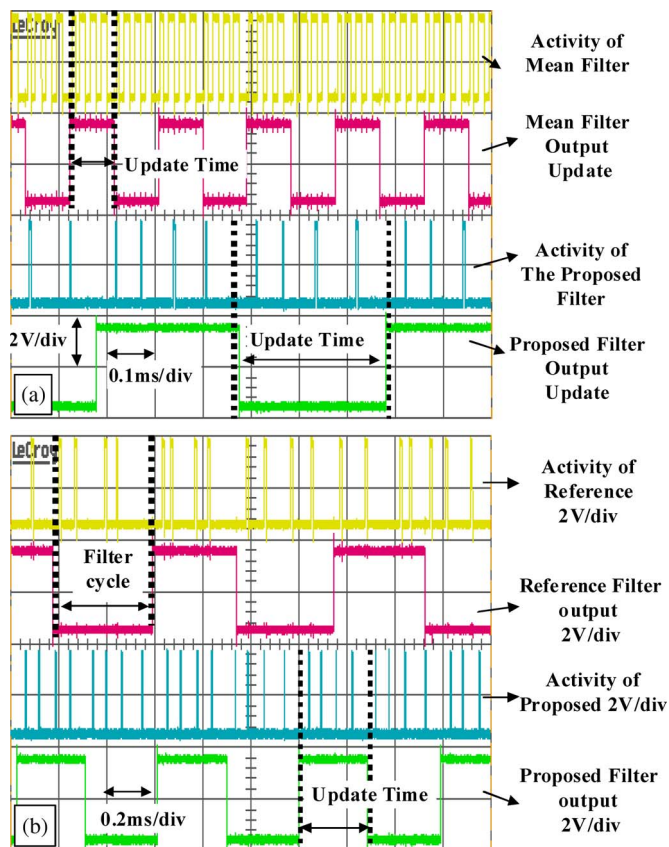 LeCroy
Activity of
Mean Filter
Mean Filter
Output
Update
Update Time
Activity of
The Proposed
Filter
2V/div
Update Time
0.1ms/div
Proposed Filter
Output
Update
(a)
LeCroy
Activity of
Reference
2V/div
Filter
cycle
Reference Filter
output
2V/div
Activity of
Proposed 2V/div
0.2ms/div
Update Time
Proposed Filter
output
2V/div
(b)